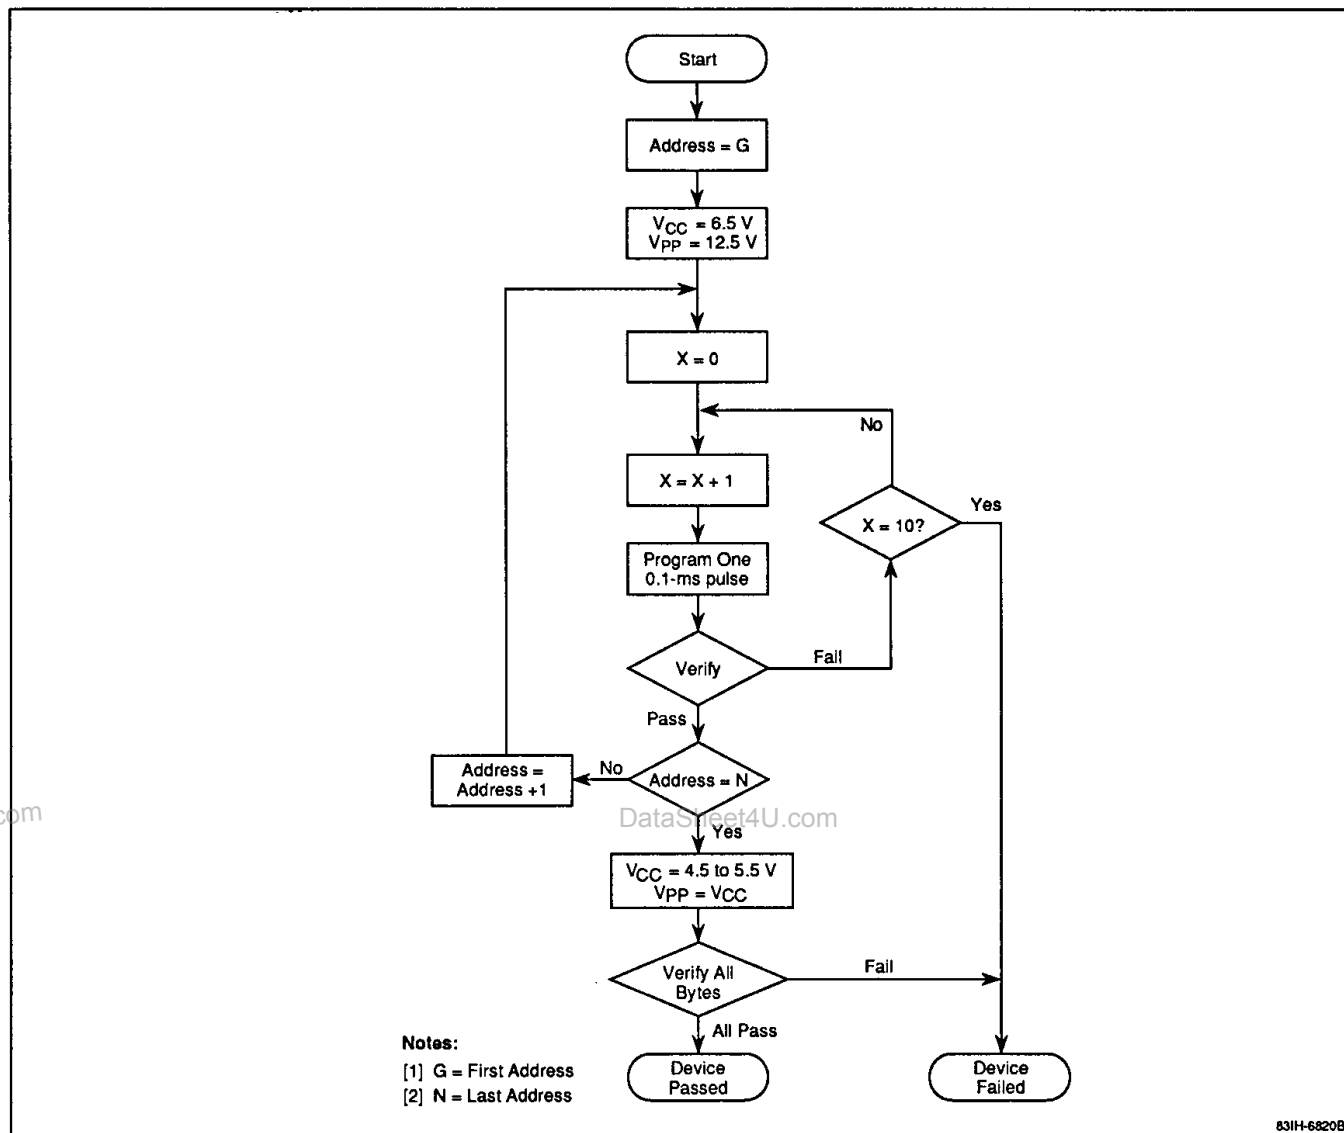 Start
Address = G
VCC = 6.5 V
VPP = 12.5 V
X = 0
No
X = X + 1
Yes
X = 10?
Program One
0.1-ms pulse
Verify
Fail
Pass
Address =
Address +1
No
Address = N
.com
DataSheet4U.com
Yes
VCC = 4.5 to 5.5 V
VPP = VCC
Verify All
Bytes
Fail
All Pass
Notes:
[1] G = First Address
[2] N = Last Address
Device
Passed
Device
Failed
83IH-6820B